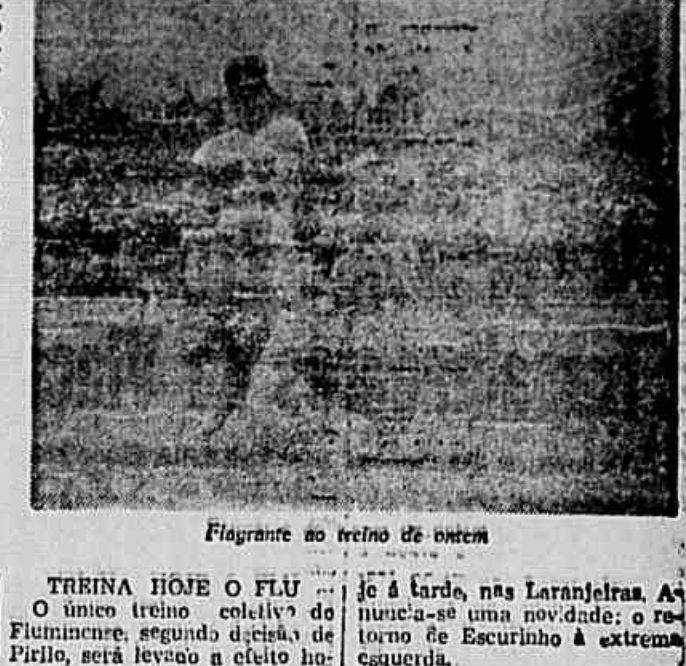 Flagrante ao treino de ontem
TREINA HOJE O FLU
O único treino coletivo do
Fluminense, segundo decisão de
Pirilo, será levado a efeito ho-
je á tarde, nas Laranjeiras. A-
nuncia-se uma novidade: o re-
torno de Escurinho à extrema
esquerda.